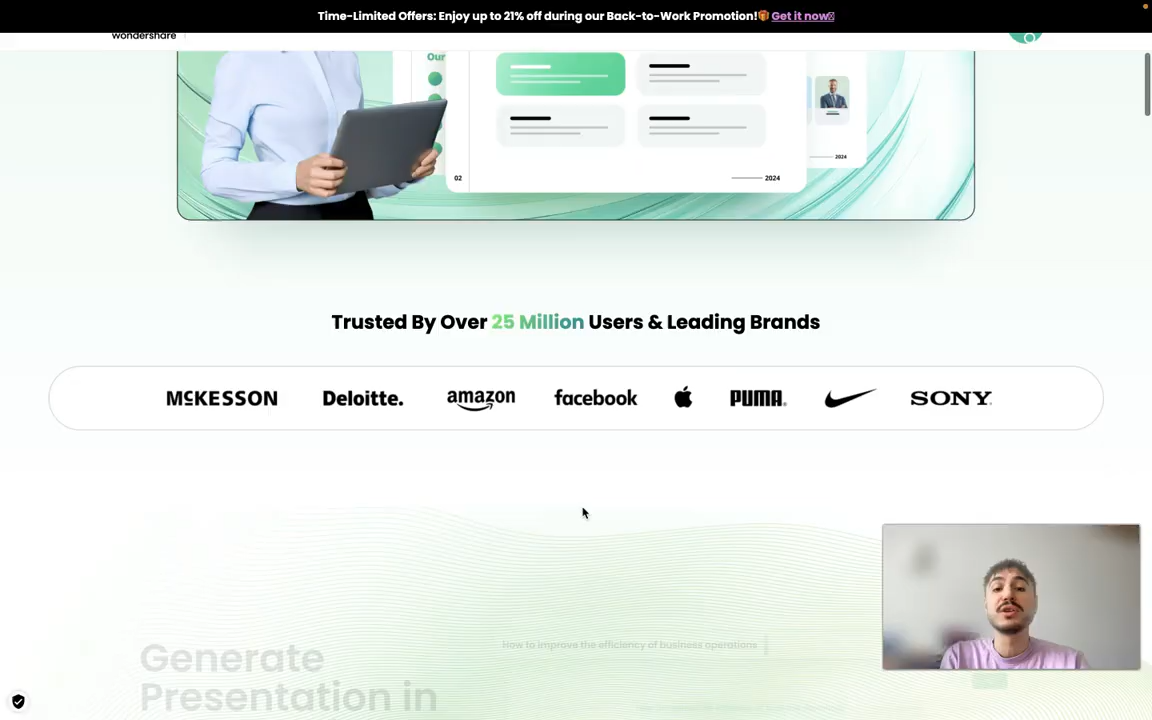 Time-Limited Offers: Enjoy up to 21% off during our Back-to-Work Promotion!🎁 Get it now
wondershare
Our
02
2024
2024
Trusted By Over 25 Million Users & Leading Brands
MCKESSON Deloitte. amazon facebook PUMA NIKE SONY
How to improve the efficiency of business operations
Generate
Presentation in